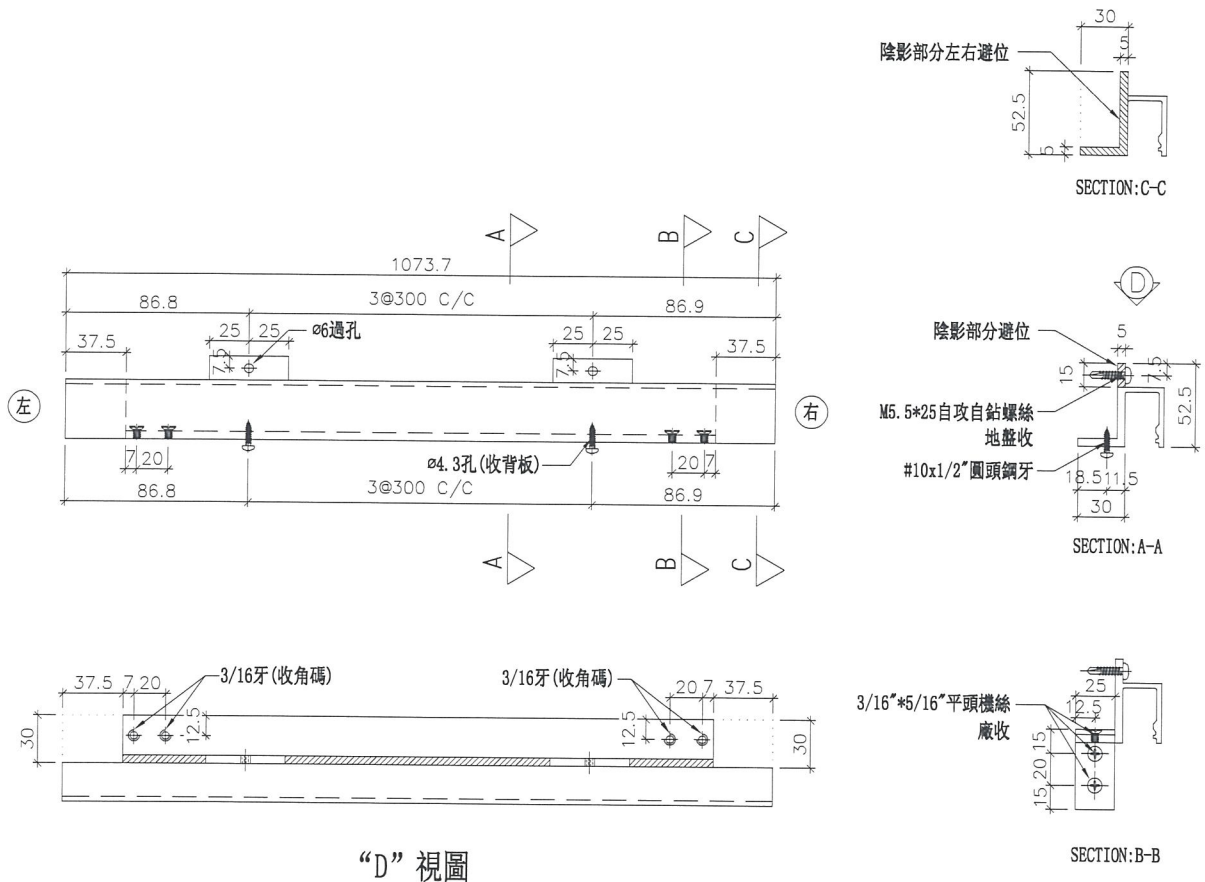 30
5
陰影部分左右避位
52.5
5
SECTION:C-C
A
B
C
1073.7
86.8
3@300 C/C
86.9
37.5
25
25
ø6過孔
7.5
25
25
7.5
37.5
左
右
ø4.3孔(收背板)
7
20
20
7
86.8
3@300 C/C
86.9
A
B
C
D
陰影部分避位
5
15
7.5
52.5
M5.5*25自攻自鉆螺絲
地盤收
#10x1/2"圓頭鋼牙
18.5
11.5
30
SECTION:A-A
37.5
7
20
3/16牙(收角碼)
3/16牙(收角碼)
20
7
37.5
30
12.5
12.5
30
"D" 視圖
25
12.5
3/16"*5/16"平頭機絲
廠收
15
20
15
SECTION:B-B